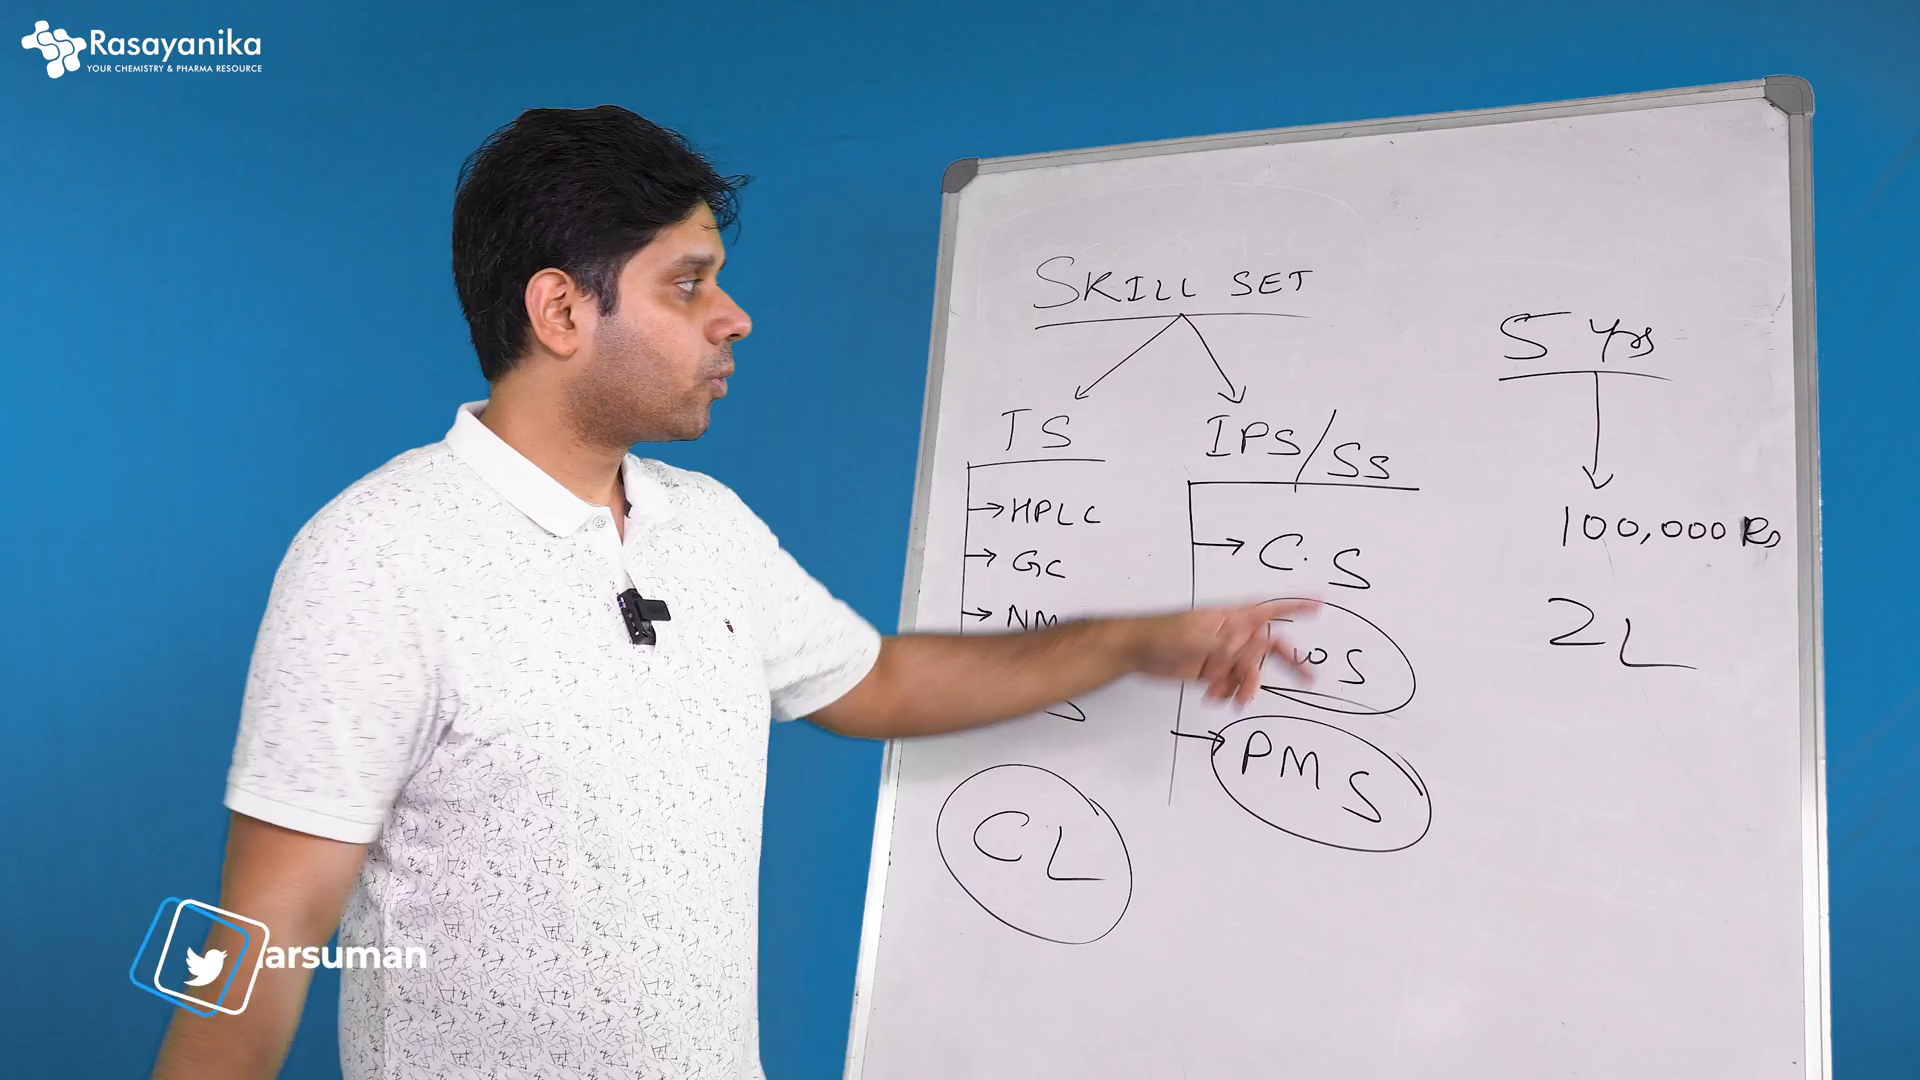 Rasayanika
YOUR CHEMISTRY & PHARMA RESOURCE
SKILL SET
TS
HPLC
GC
NM
CL
IPS/SS
C.S
PMS
5 Yrs
100,000 Rs
2L
arsuman